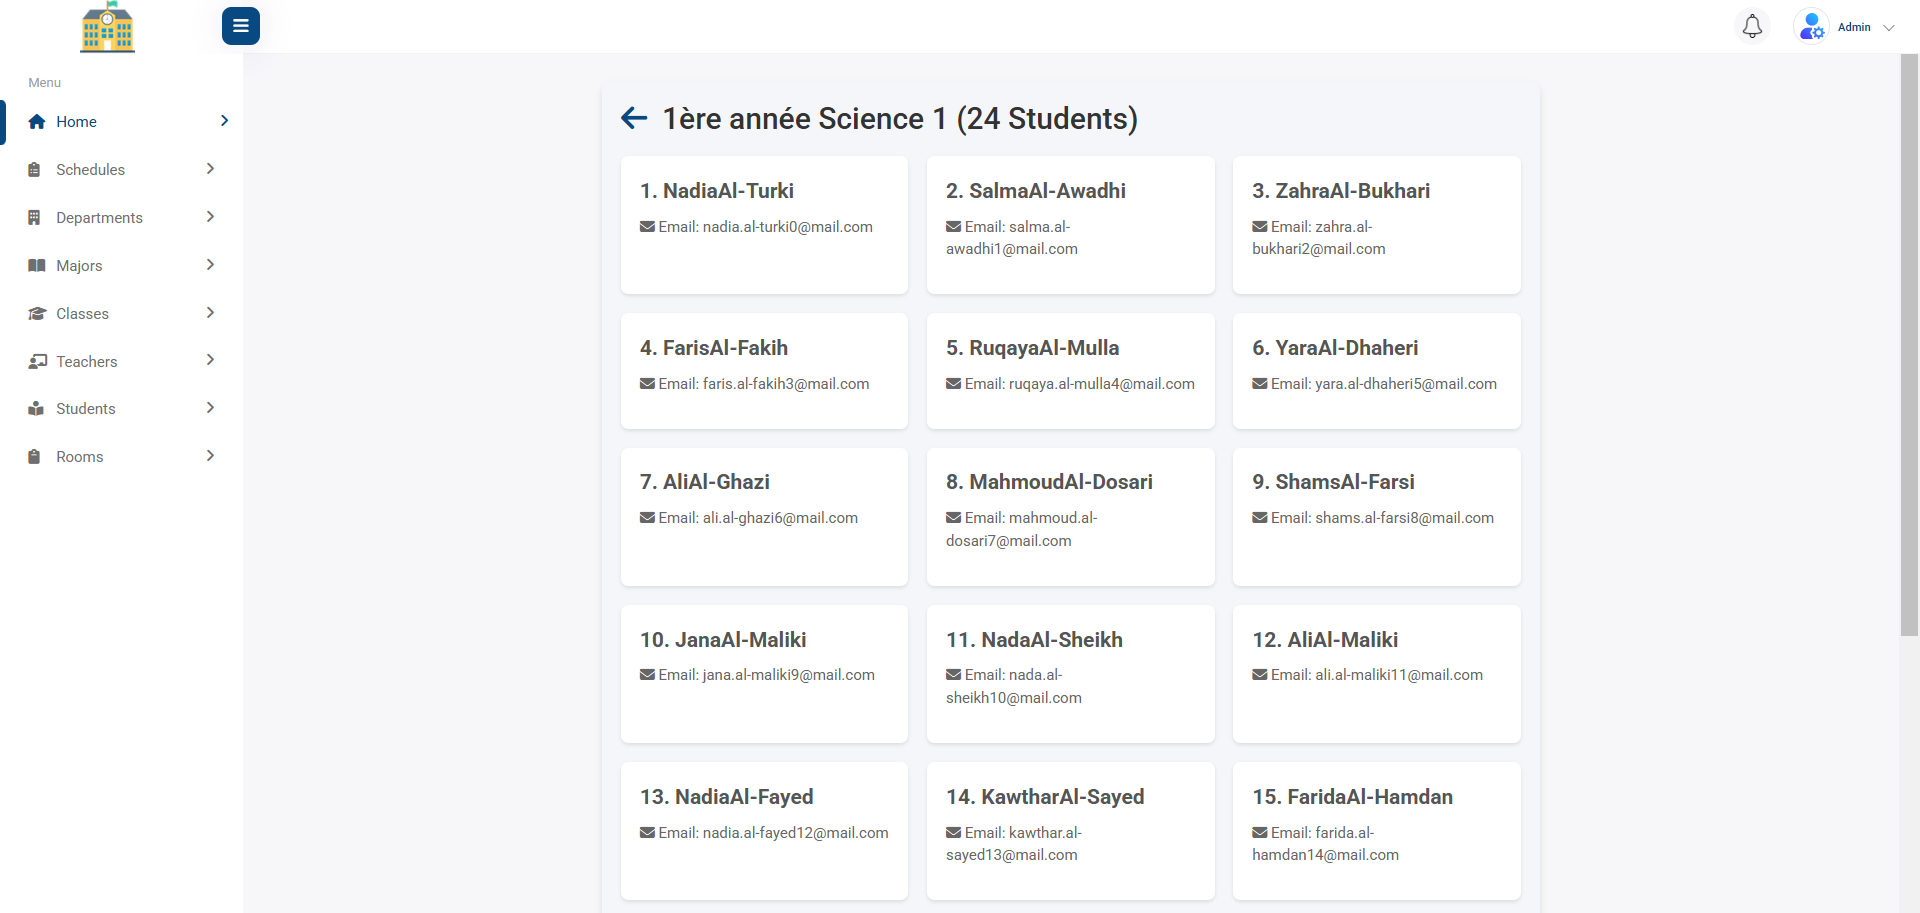 Admin
Menu
Home
Schedules
Departments
Majors
Classes
Teachers
Students
Rooms
1ère année Science 1 (24 Students)
1. NadiaAl-Turki
Email: nadia.al-turki0@mail.com
2. SalmaAl-Awadhi
Email: salma.al-
awadhi1@mail.com
3. ZahraAl-Bukhari
Email: zahra.al-
bukhari2@mail.com
4. FarisAl-Fakih
Email: faris.al-fakih3@mail.com
5. RuqayaAl-Mulla
Email: ruqaya.al-mulla4@mail.com
6. YaraAl-Dhaheri
Email: yara.al-dhaheri5@mail.com
7. AliAl-Ghazi
Email: ali.al-ghazi6@mail.com
8. MahmoudAl-Dosari
Email: mahmoud.al-
dosari7@mail.com
9. ShamsAl-Farsi
Email: shams.al-farsi8@mail.com
10. JanaAl-Maliki
Email: jana.al-maliki9@mail.com
11. NadaAl-Sheikh
Email: nada.al-
sheikh10@mail.com
12. AliAl-Maliki
Email: ali.al-maliki11@mail.com
13. NadiaAl-Fayed
Email: nadia.al-fayed12@mail.com
14. KawtharAl-Sayed
Email: kawthar.al-
sayed13@mail.com
15. FaridaAl-Hamdan
Email: farida.al-
hamdan14@mail.com